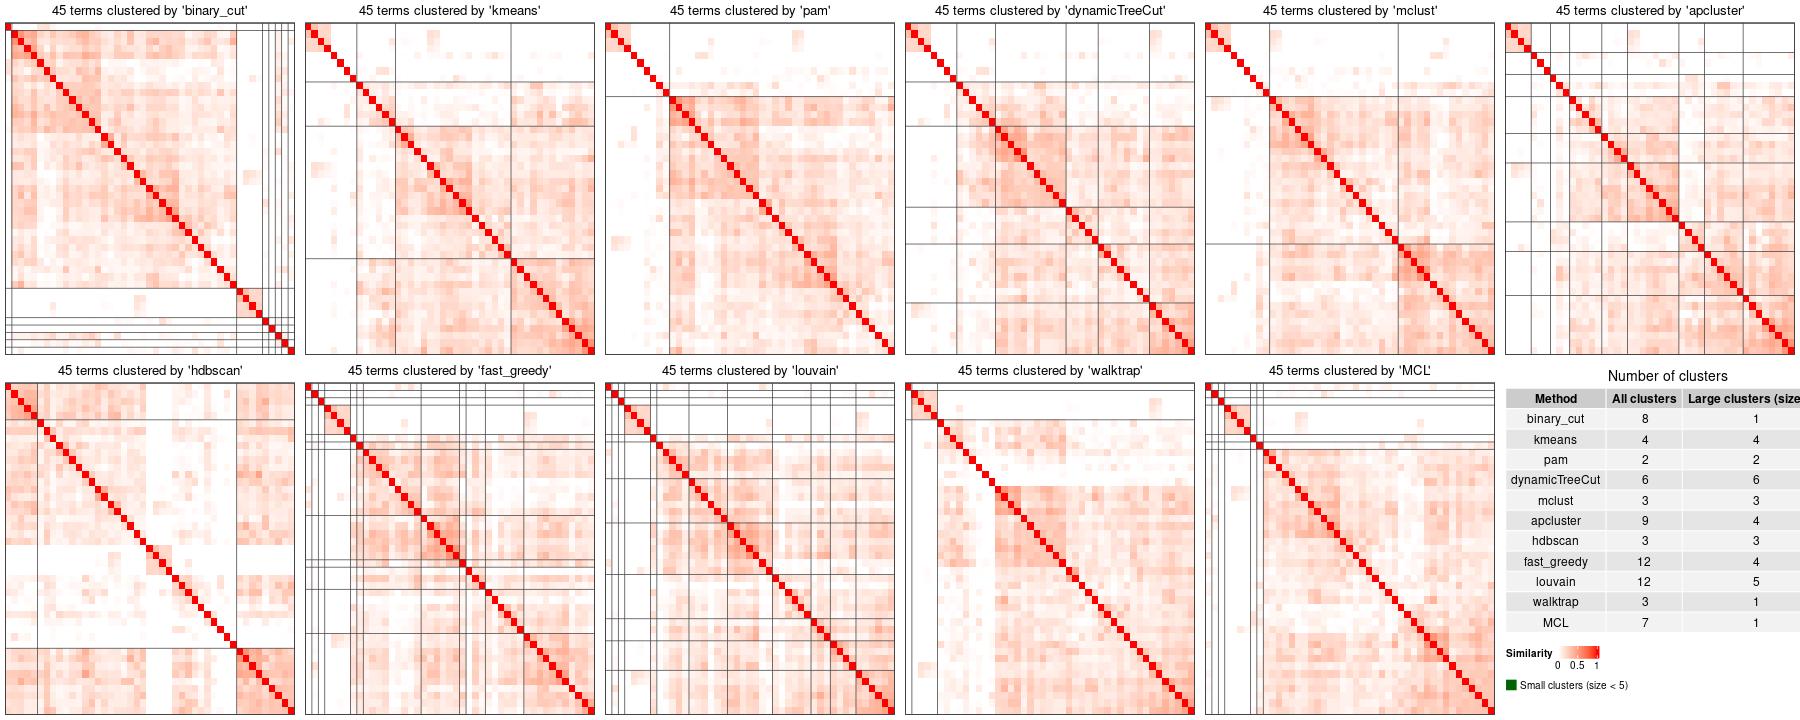 45 terms clustered by 'binary_cut'
45 terms clustered by 'kmeans'
45 terms clustered by 'pam'
45 terms clustered by 'dynamicTreeCut'
45 terms clustered by 'mclust'
45 terms clustered by 'apcluster'
45 terms clustered by 'hdbscan'
45 terms clustered by 'fast_greedy'
45 terms clustered by 'louvain'
45 terms clustered by 'walktrap'
45 terms clustered by 'MCL'
Number of clusters
Method All clusters Large clusters (size
binary_cut 8 1
kmeans 4 4
pam 2 2
dynamicTreeCut 6 6
mclust 3 3
apcluster 9 4
hdbscan 3 3
fast_greedy 12 4
louvain 12 5
walktrap 3 1
MCL 7 1
Similarity
0 0.5 1
Small clusters (size < 5)